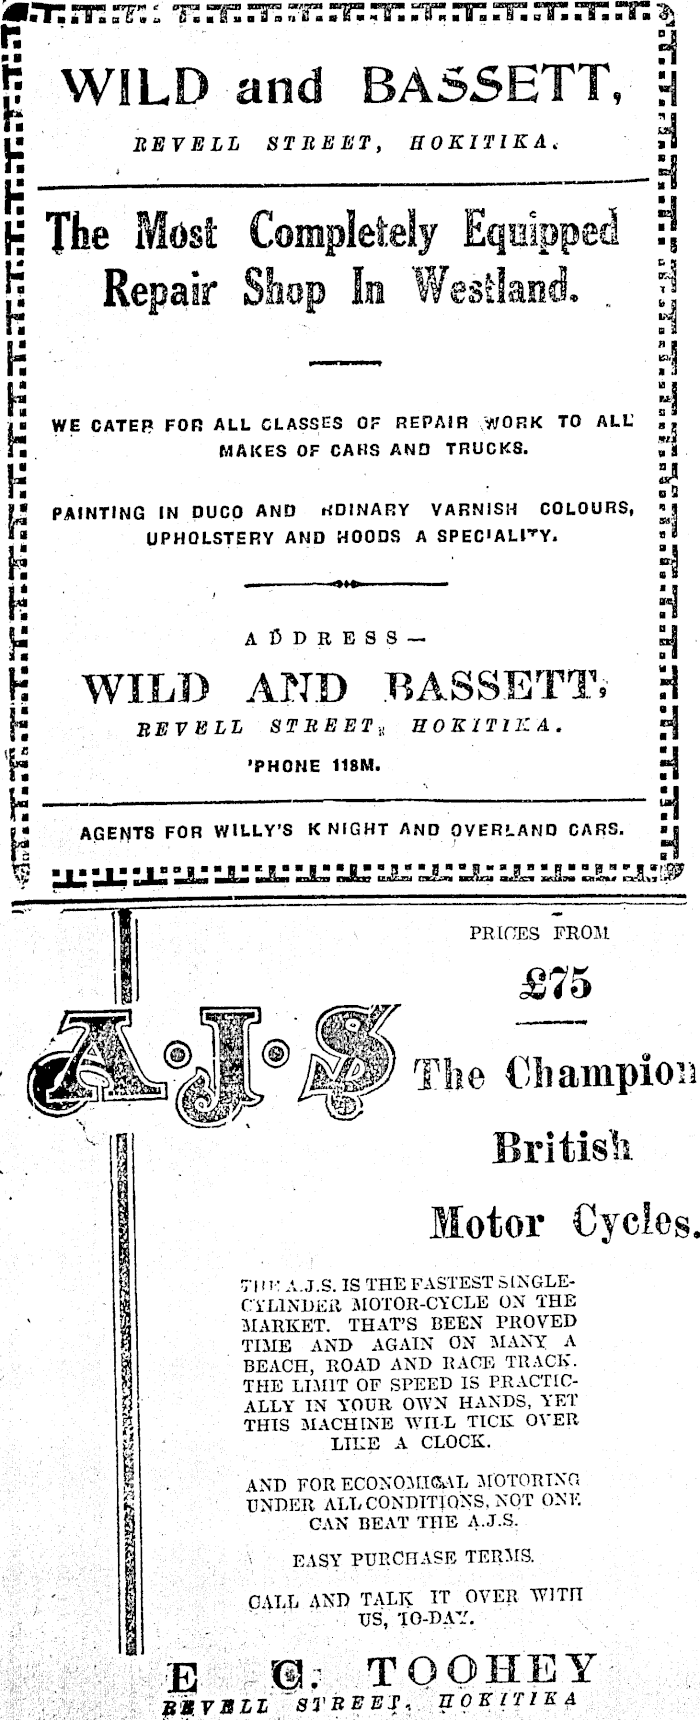 WILD and BASSETT,
REVELL STREET, HOKITIKA.
The Most Completely Equipped
Repair Shop In Westland.
WE CATER FOR ALL CLASSES OF REPAIR WORK TO ALL
MAKES OF CARS AND TRUCKS.
PAINTING IN DUCO AND RDINARY VARNISH COLOURS,
UPHOLSTERY AND HOODS A SPECIALITY.
ADDRESS—
WILD AND BASSETT,
REVELL STREET, HOKITIKA.
'PHONE 118M.
AGENTS FOR WILLY'S KNIGHT AND OVERLAND CARS.
PRICES FROM
£75
A.J.S
The Champion
British
Motor Cycles.
THE A.J.S. IS THE FASTEST SINGLE-
CYLINDER MOTOR-CYCLE ON THE
MARKET. THAT'S BEEN PROVED
TIME AND AGAIN ON MANY A
BEACH, ROAD AND RACE TRACK.
THE LIMIT OF SPEED IS PRACTIC-
ALLY IN YOUR OWN HANDS, YET
THIS MACHINE WILL TICK OVER
LIKE A CLOCK.
AND FOR ECONOMICAL MOTORING
UNDER ALL CONDITIONS, NOT ONE
CAN BEAT THE A.J.S.
EASY PURCHASE TERMS.
CALL AND TALK IT OVER WITH
US, TO-DAY.
E C. TOOHEY
REVELL STREET, HOKITIKA